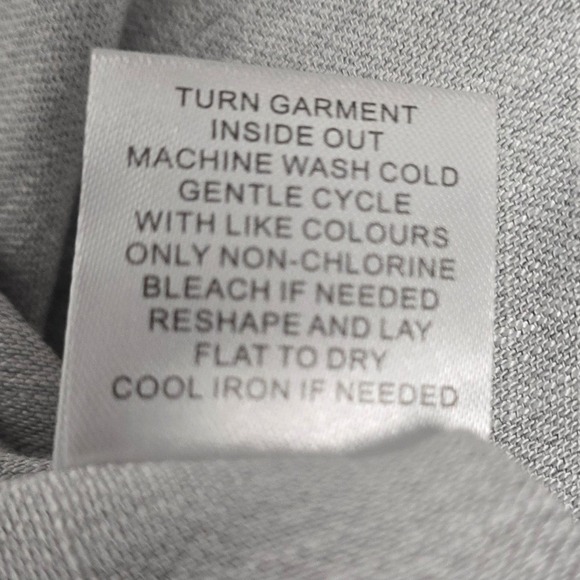 TURN GARMENT
INSIDE OUT
MACHINE WASH COLD
GENTLE CYCLE
WITH LIKE COLOURS
ONLY NON-CHLORINE
BLEACH IF NEEDED
RESHAPE AND LAY
FLAT TO DRY
COOL IRON IF NEEDED